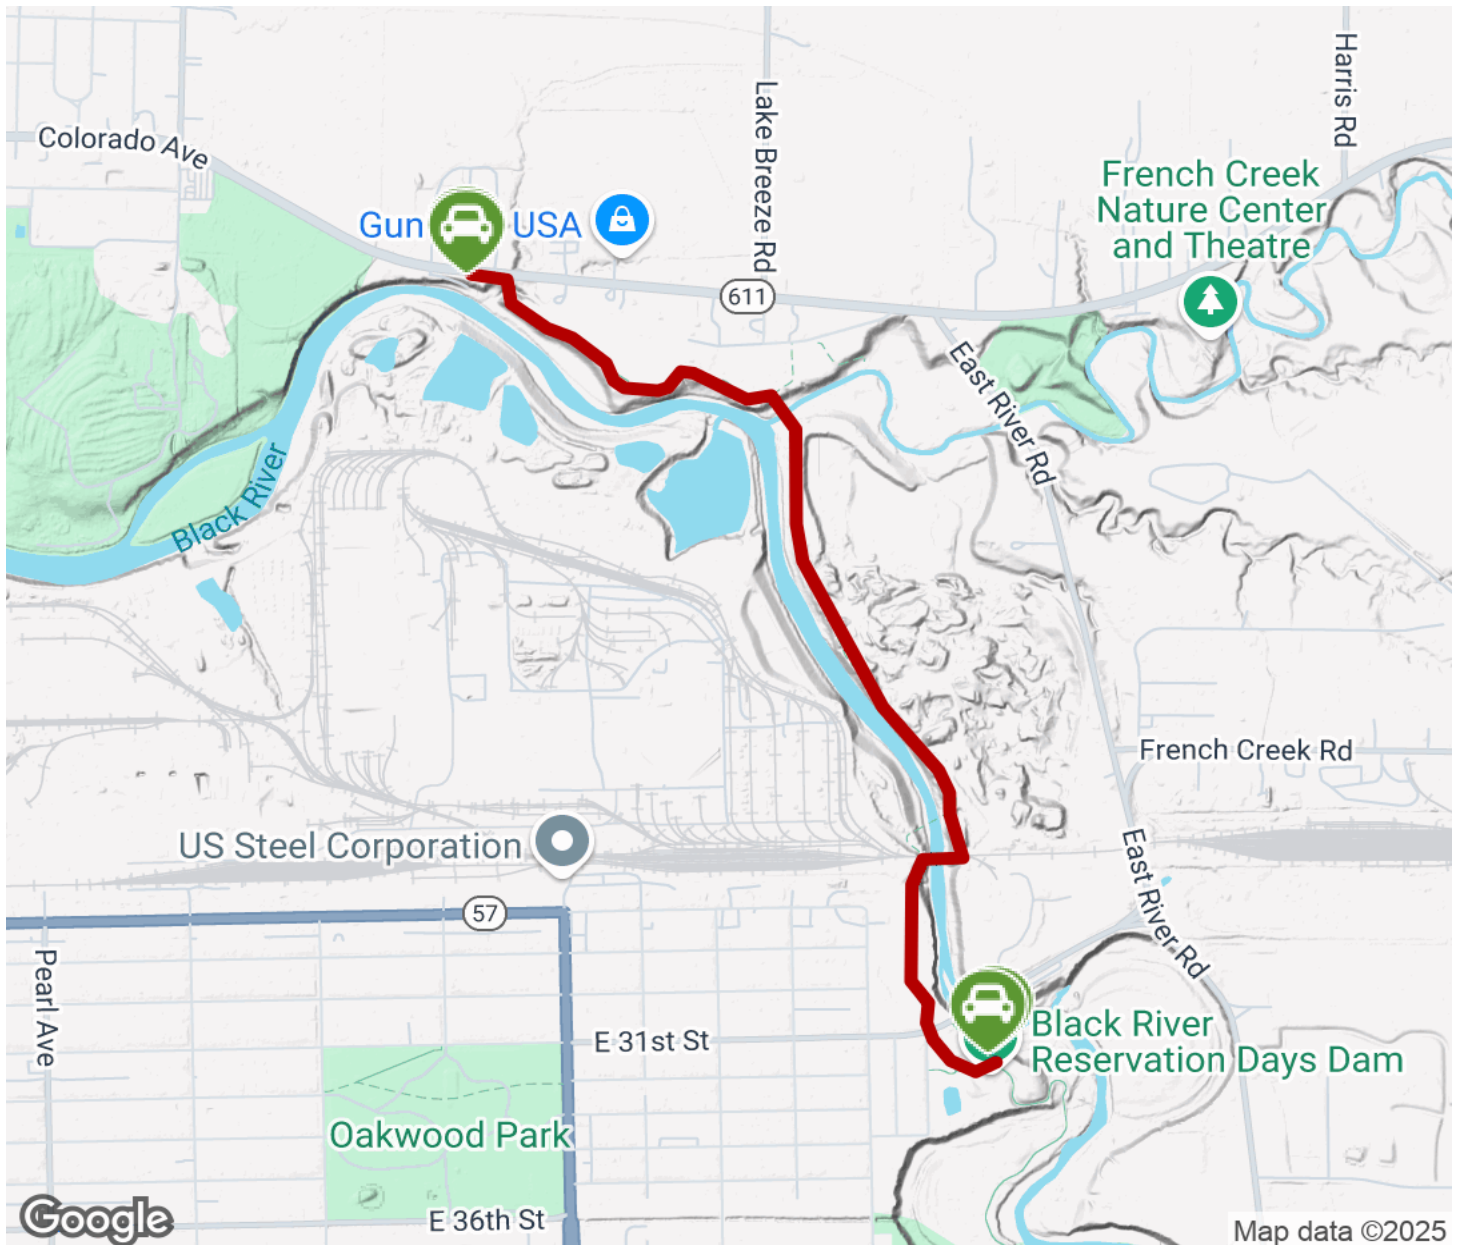 Harris Rd
Lake Breeze Rd
Colorado Ave
French Creek
Nature Center
and Theatre
Gun
USA
611
East River Rd
Black River
French Creek Rd
US Steel Corporation
East River Rd
57
Pearl Ave
E 31st St
Black River
Reservation Days Dam
Oakwood Park
E 36th St
Google
Map data ©2025